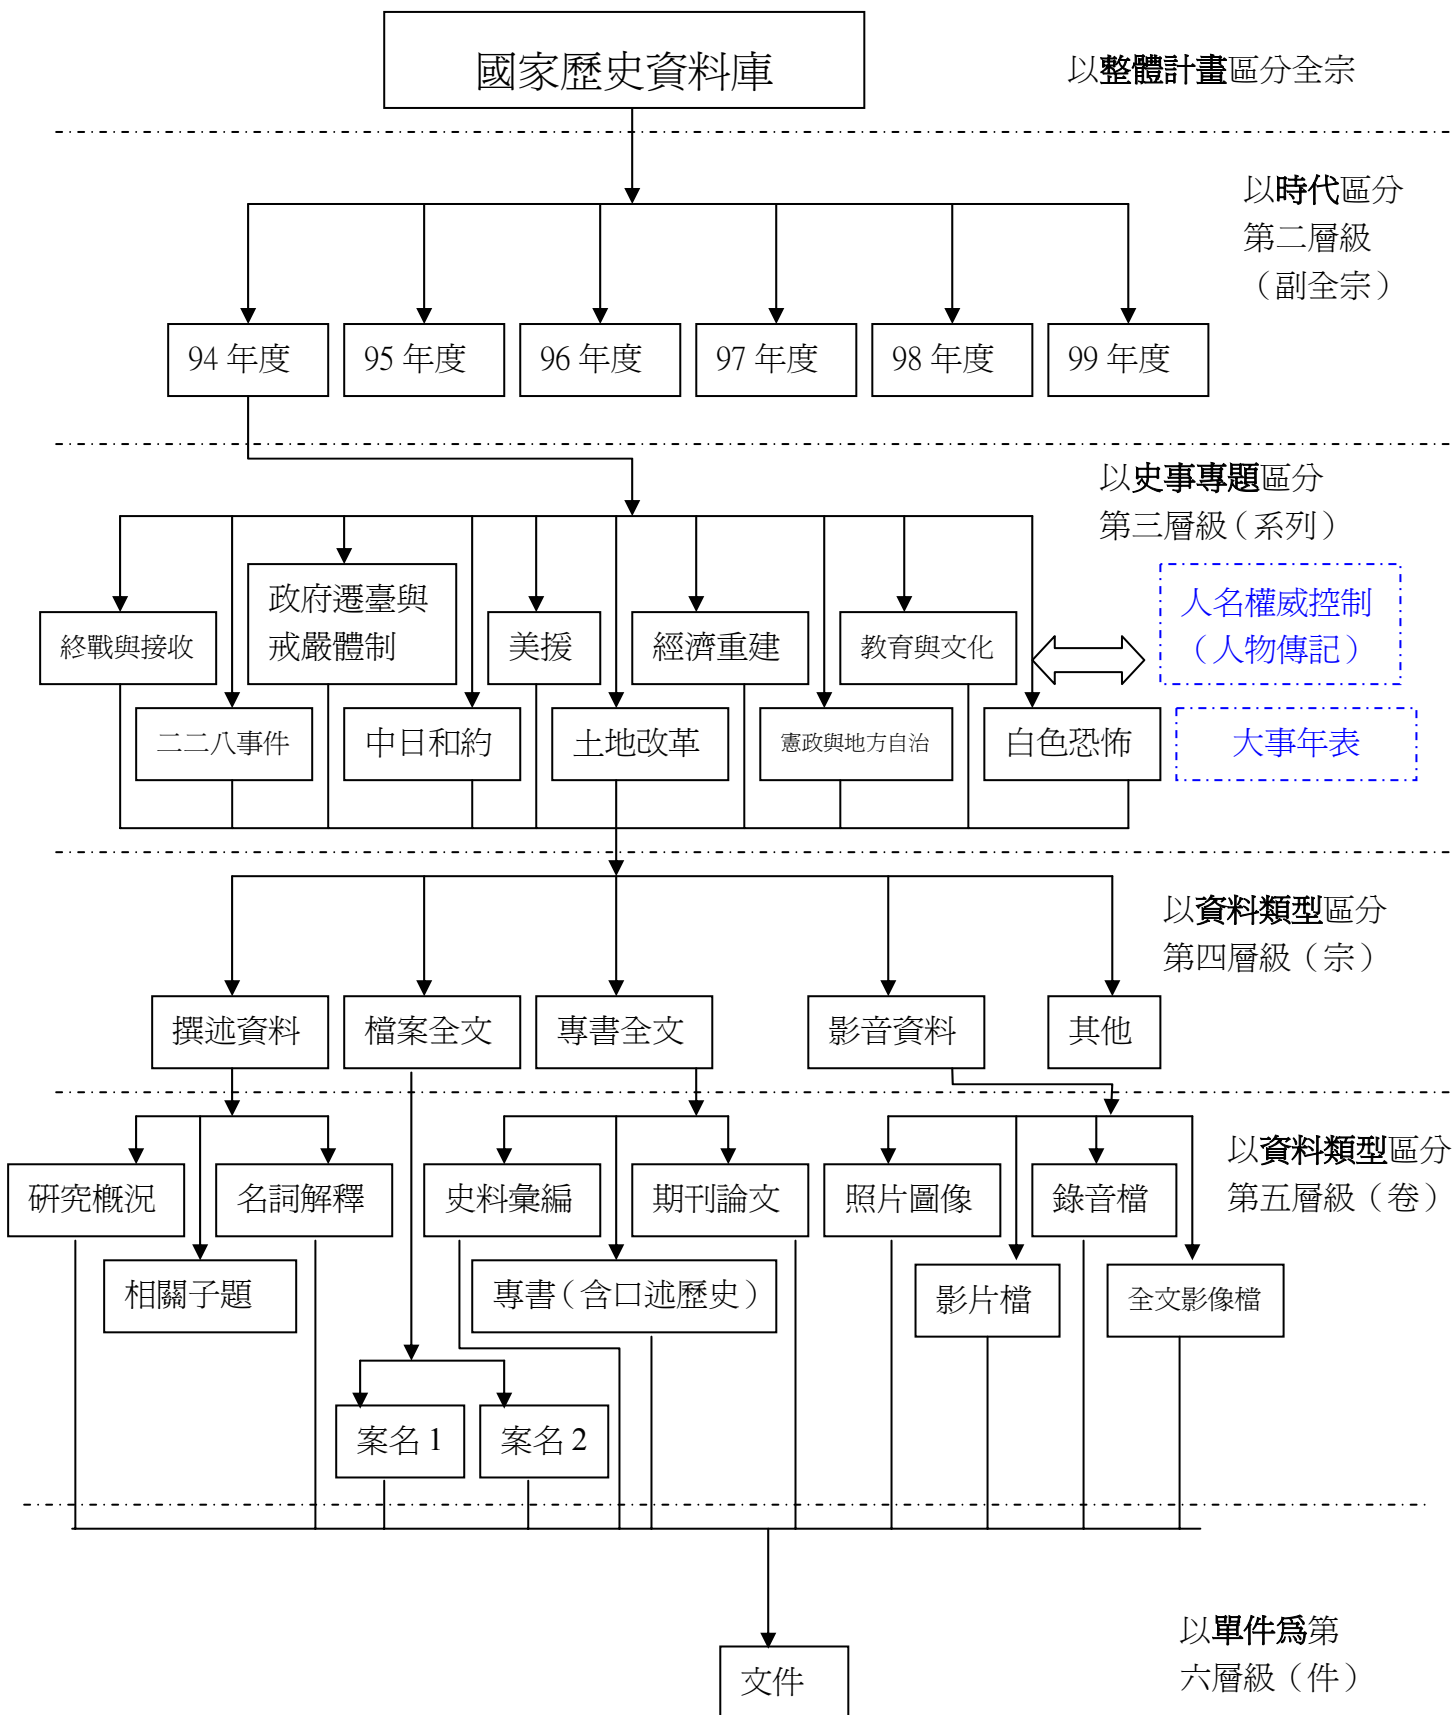 國家歷史資料庫
以整體計畫區分全宗
以時代區分
第二層級
（副全宗）
94 年度
95 年度
96 年度
97 年度
98 年度
99 年度
以史事專題區分
第三層級（系列）
終戰與接收
政府遷臺與
戒嚴體制
美援
經濟重建
教育與文化
人名權威控制
（人物傳記）
二二八事件
中日和約
土地改革
憲政與地方自治
白色恐怖
大事年表
以資料類型區分
第四層級（宗）
撰述資料
檔案全文
專書全文
影音資料
其他
以資料類型區分
第五層級（卷）
研究概況
名詞解釋
史料彙編
期刊論文
照片圖像
錄音檔
相關子題
專書（含口述歷史）
影片檔
全文影像檔
案名 1
案名 2
以單件為第
六層級（件）
文件